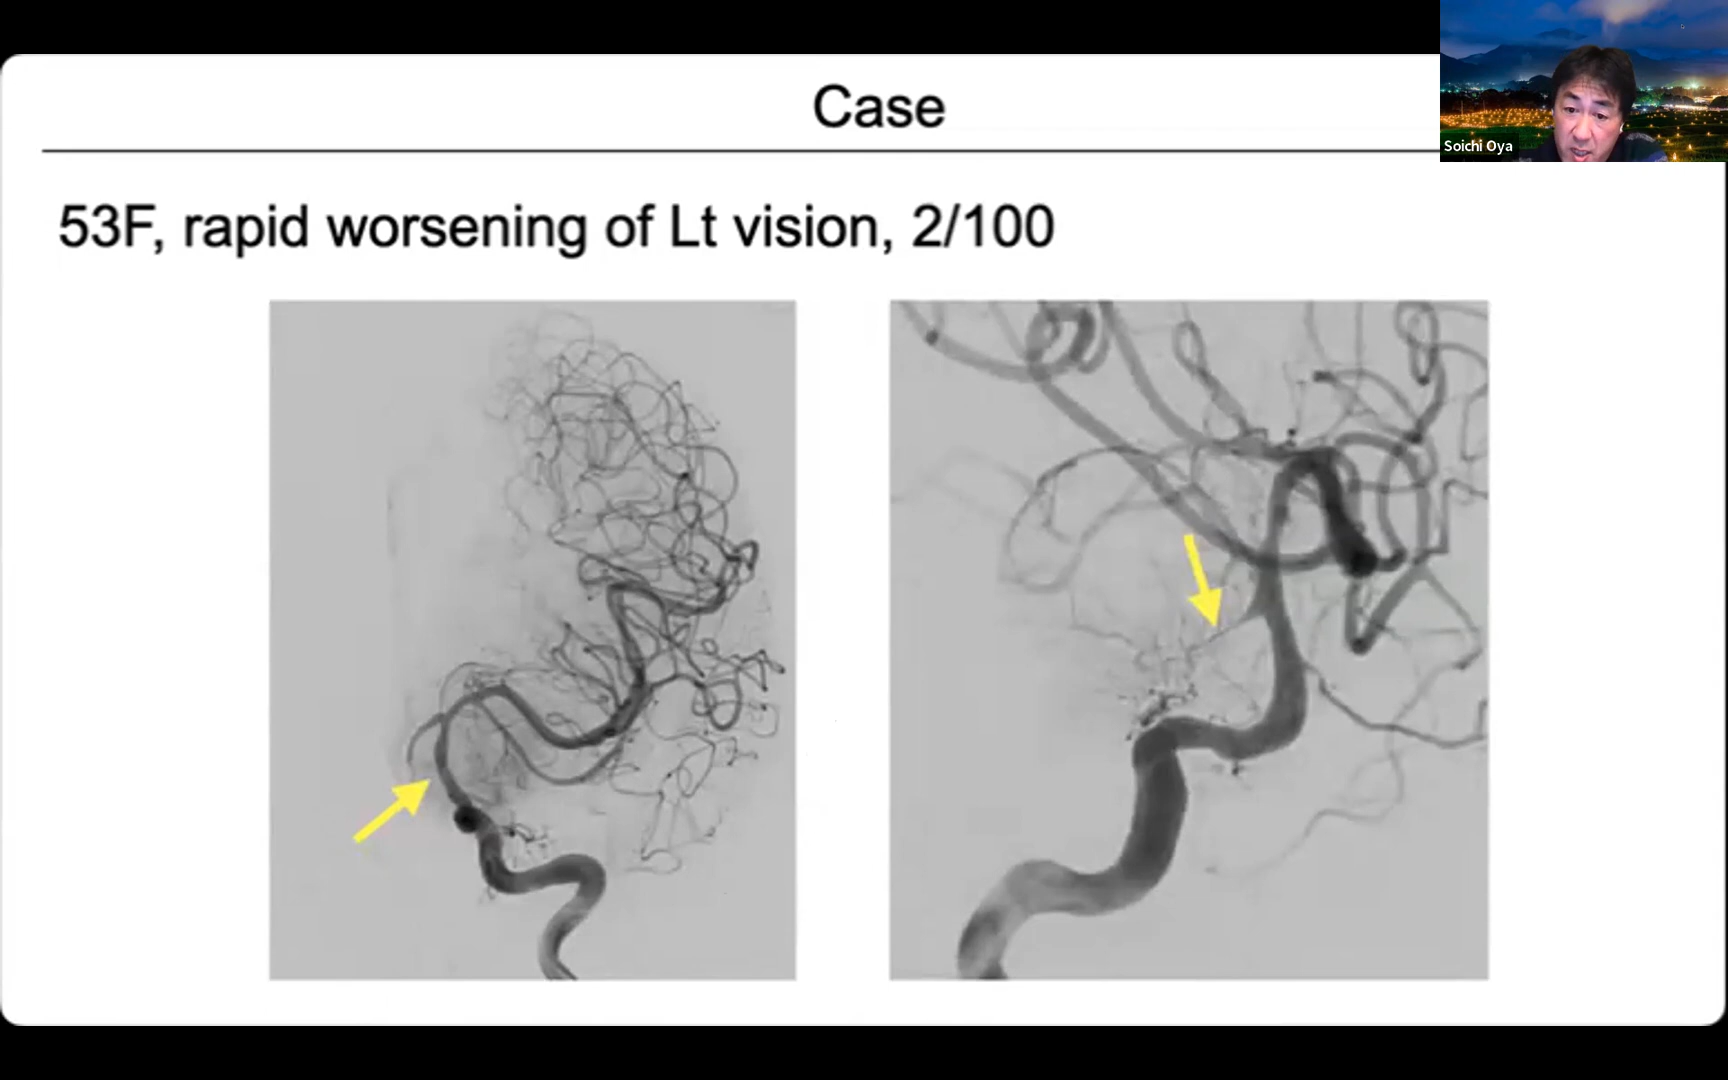 Case
Soichi Oya
53F, rapid worsening of Lt vision, 2/100